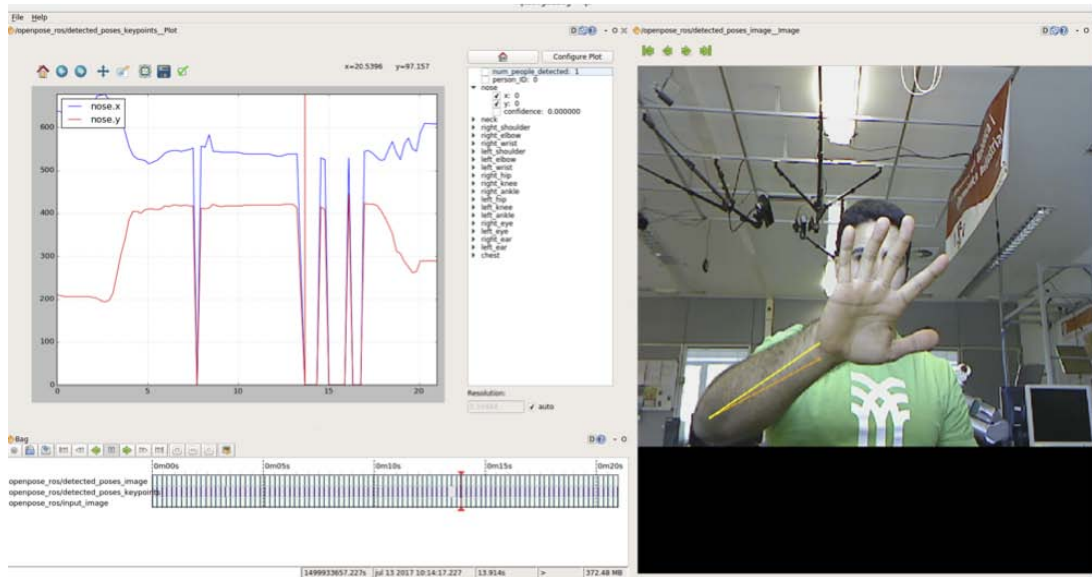 File Help
/openpose_ros/detected_poses_keypoints__Plot
/openpose_ros/detected_poses_image__Image
x=20.5396 y=97.157
Configure Plot
nose.x
nose.y
600
500
400
300
200
100
0
0
5
10
15
20
num_people_detected: 1
person_ID: 0
nose
x: 0
y: 0
confidence: 0.000000
neck
right_shoulder
right_elbow
right_wrist
left_shoulder
left_elbow
left_wrist
right_hip
right_knee
right_ankle
left_hip
left_knee
left_ankle
right_eye
left_eye
right_ear
left_ear
chest
Resolution:
auto
Bag
0m00s 0m05s 0m10s 0m15s 0m20s
openpose_ros/detected_poses_image
openpose_ros/detected_poses_keypoints
openpose_ros/input_image
1499933657.227s jul 13 2017 10:14:17.227 13.914s > 372.48 MB